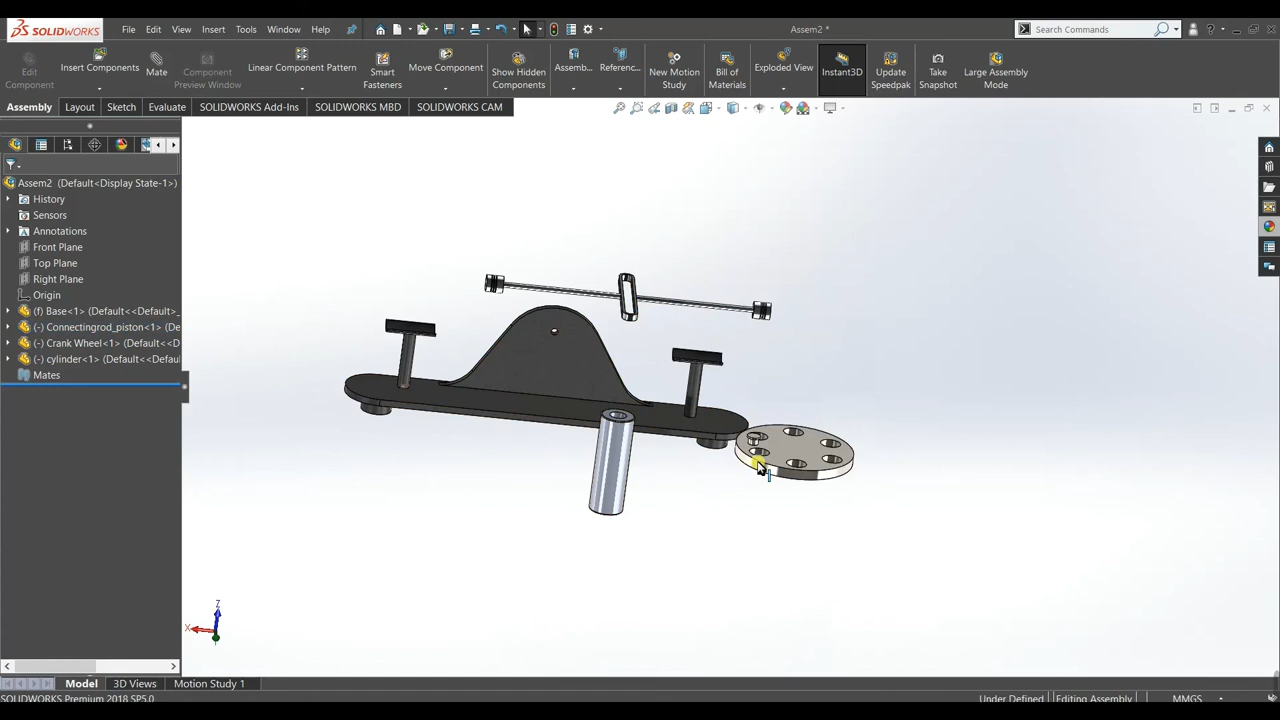 SOLIDWORKS File Edit View Insert Tools Window Help Assem2 * Search Commands
Edit Component Insert Components Mate Component Preview Window Linear Component Pattern Smart Fasteners Move Component Show Hidden Components Assemb... Referenc... New Motion Study Bill of Materials Exploded View Instant3D Update Speedpak Take Snapshot Large Assembly Mode
Assembly Layout Sketch Evaluate SOLIDWORKS Add-Ins SOLIDWORKS MBD SOLIDWORKS CAM
Assem2 (Default<Display State-1>)
History
Sensors
Annotations
Front Plane
Top Plane
Right Plane
Origin
(f) Base<1> (Default<Default>_
(-) Connectingrod_piston<1> (De
(-) Crank Wheel<1> (Default<<D
(-) cylinder<1> (Default<<Defau
Mates
Z
X
Model 3D Views Motion Study 1
SOLIDWORKS Premium 2018 SP5.0 Under Defined Editing Assembly MMGS